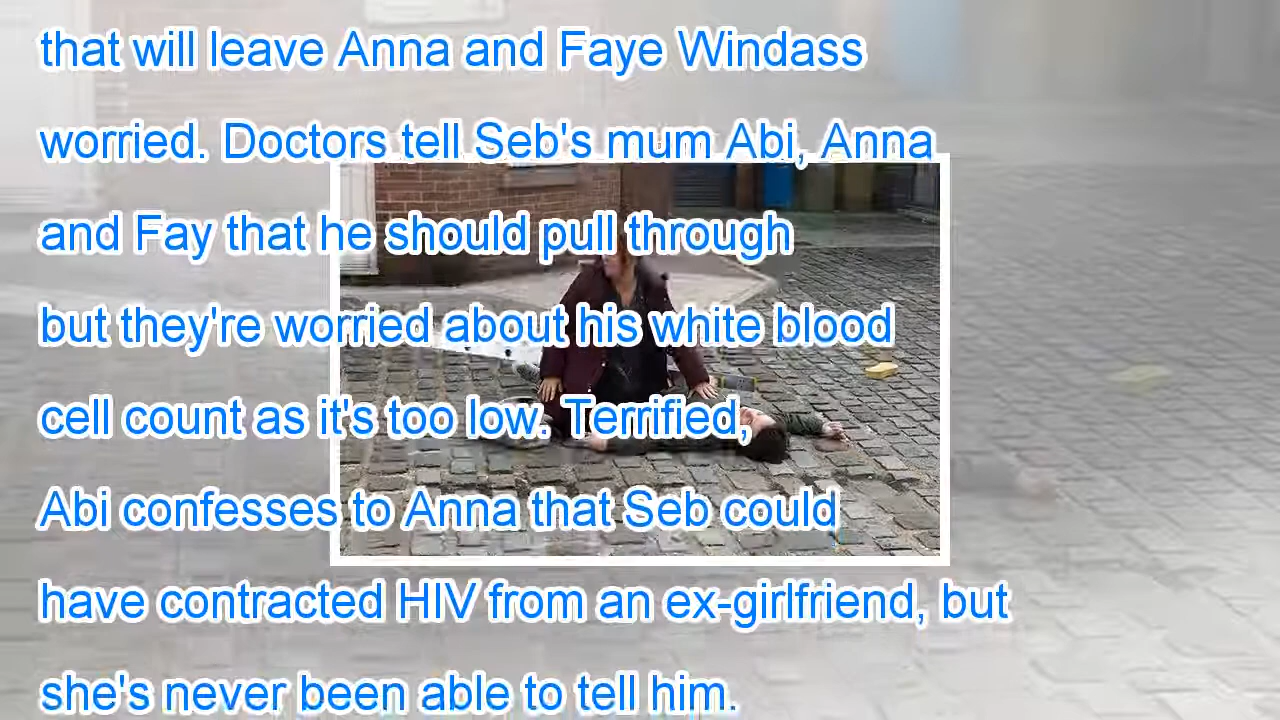 that will leave Anna and Faye Windass
worried. Doctors tell Seb's mum Abi, Anna
and Fay that he should pull through
but they're worried about his white blood
cell count as it's too low. Terrified,
Abi confesses to Anna that Seb could
have contracted HIV from an ex-girlfriend, but
she's never been able to tell him.